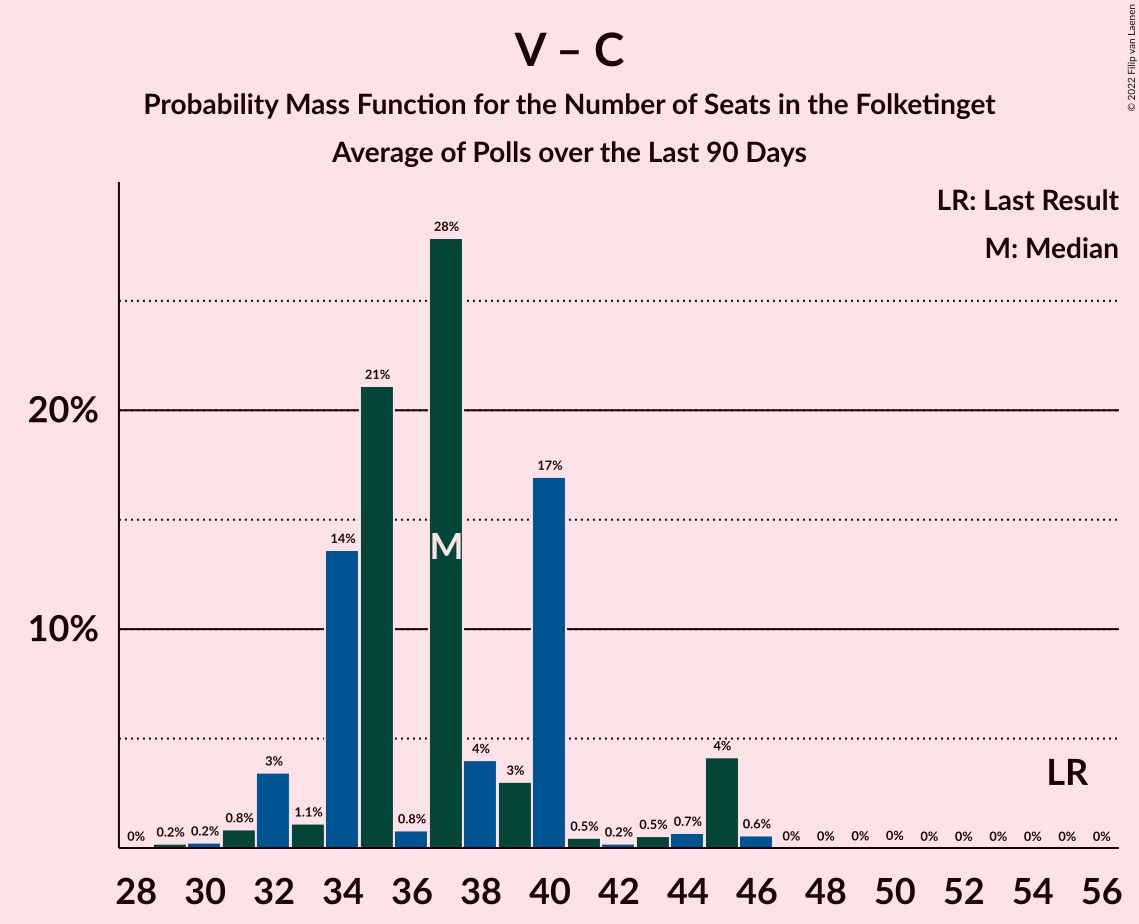 V – C
Probability Mass Function for the Number of Seats in the Folketinget
Average of Polls over the Last 90 Days
© 2022 Filip van Laenen
LR: Last Result
M: Median
20%
10%
0% 0.2% 0.2% 0.8% 3% 1.1% 14% 21% 0.8% 28% 4% 3% 17% 0.5% 0.2% 0.5% 0.7% 4% 0.6% 0% 0% 0% 0% 0% 0% 0% 0% 0% 0%
M
LR
28 30 32 34 36 38 40 42 44 46 48 50 52 54 56